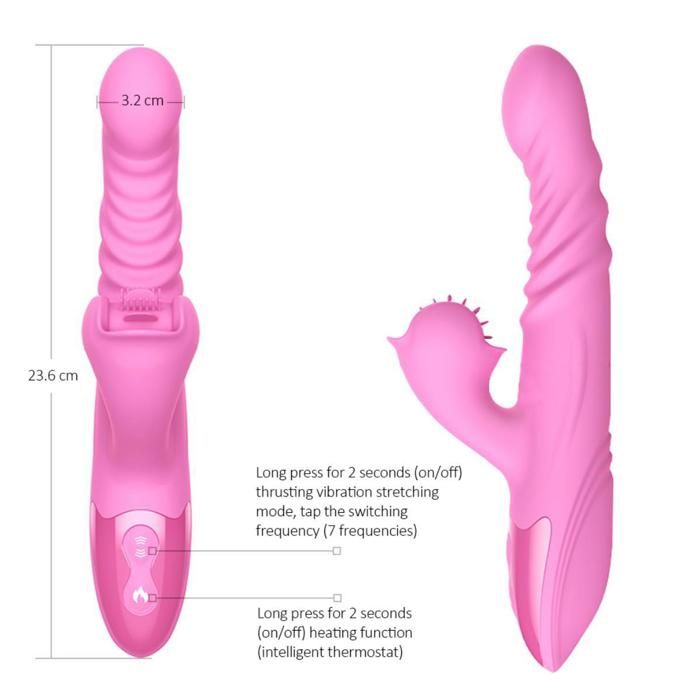 3.2 cm
23.6 cm
Long press for 2 seconds (on/off)
thrusting vibration stretching
mode, tap the switching
frequency (7 frequencies)
Long press for 2 seconds
(on/off) heating function
(intelligent thermostat)